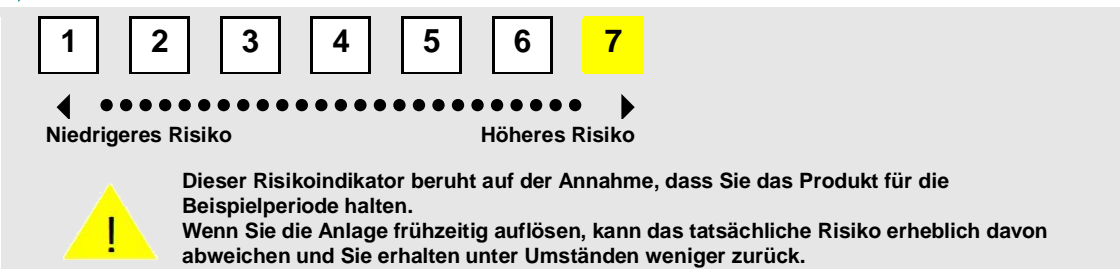 1 2 3 4 5 6 7
Niedrigeres Risiko Höheres Risiko
Dieser Risikoindikator beruht auf der Annahme, dass Sie das Produkt für die
Beispielperiode halten.
Wenn Sie die Anlage frühzeitig auflösen, kann das tatsächliche Risiko erheblich davon
abweichen und Sie erhalten unter Umständen weniger zurück.
!